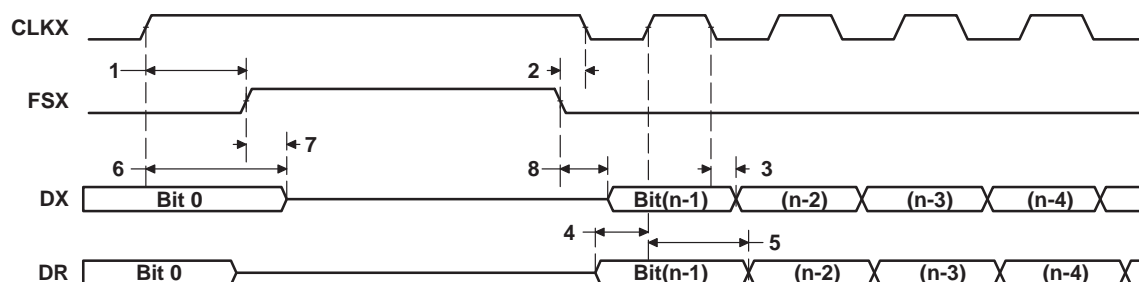 CLKX
1
2
FSX
6
7
8
3
DX
Bit 0
Bit(n-1)
(n-2)
(n-3)
(n-4)
4
5
DR
Bit 0
Bit(n-1)
(n-2)
(n-3)
(n-4)